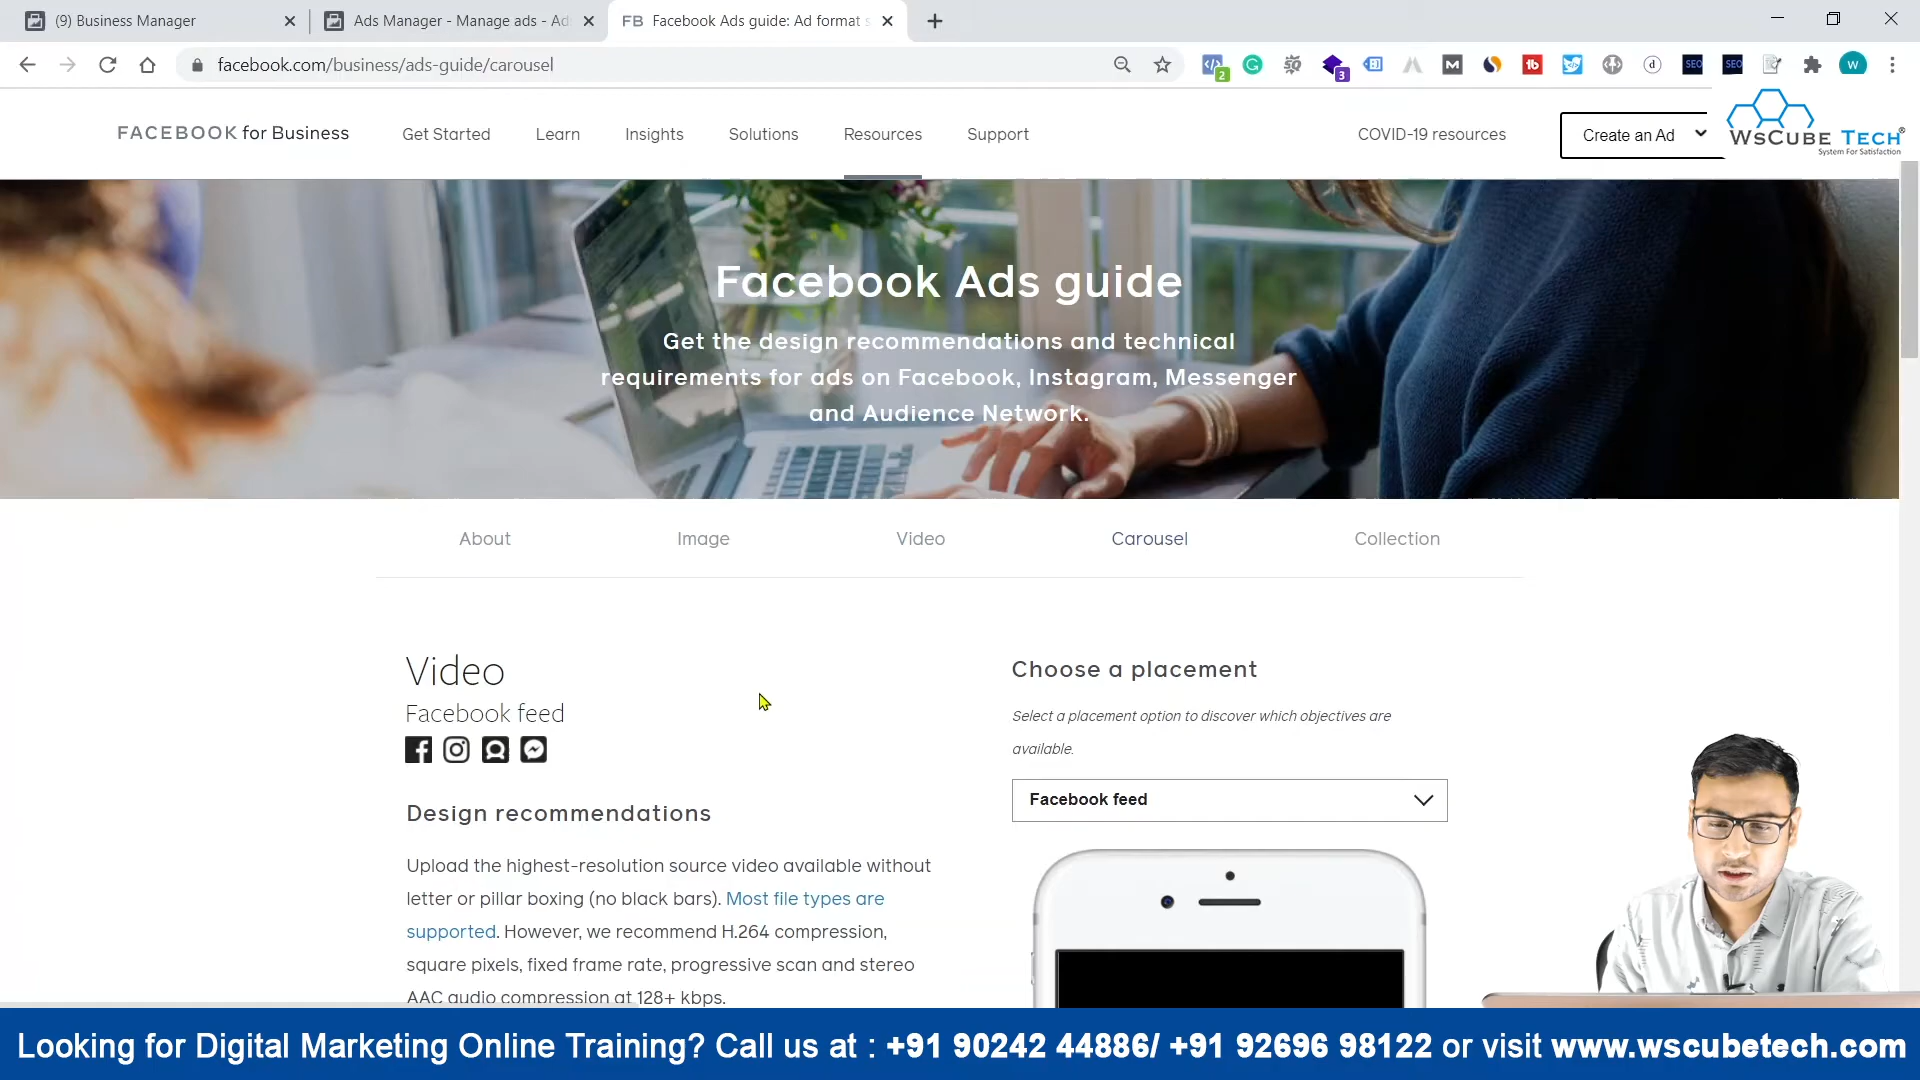 (9) Business Manager
Ads Manager - Manage ads - Ad
FB Facebook Ads guide: Ad format s
facebook.com/business/ads-guide/carousel
2
3
SEO
SEO
W
FACEBOOK for Business
Get Started
Learn
Insights
Solutions
Resources
Support
COVID-19 resources
Create an Ad
WsCube Tech®
System For Satisfaction
Facebook Ads guide
Get the design recommendations and technical
requirements for ads on Facebook, Instagram, Messenger
and Audience Network.
About
Image
Video
Carousel
Collection
Video
Facebook feed
Design recommendations
Upload the highest-resolution source video available without
letter or pillar boxing (no black bars). Most file types are
supported. However, we recommend H.264 compression,
square pixels, fixed frame rate, progressive scan and stereo
AAC audio compression at 128+ kbps.
Choose a placement
Select a placement option to discover which objectives are
available.
Facebook feed
Looking for Digital Marketing Online Training? Call us at : +91 90242 44886/ +91 92696 98122 or visit www.wscubetech.com